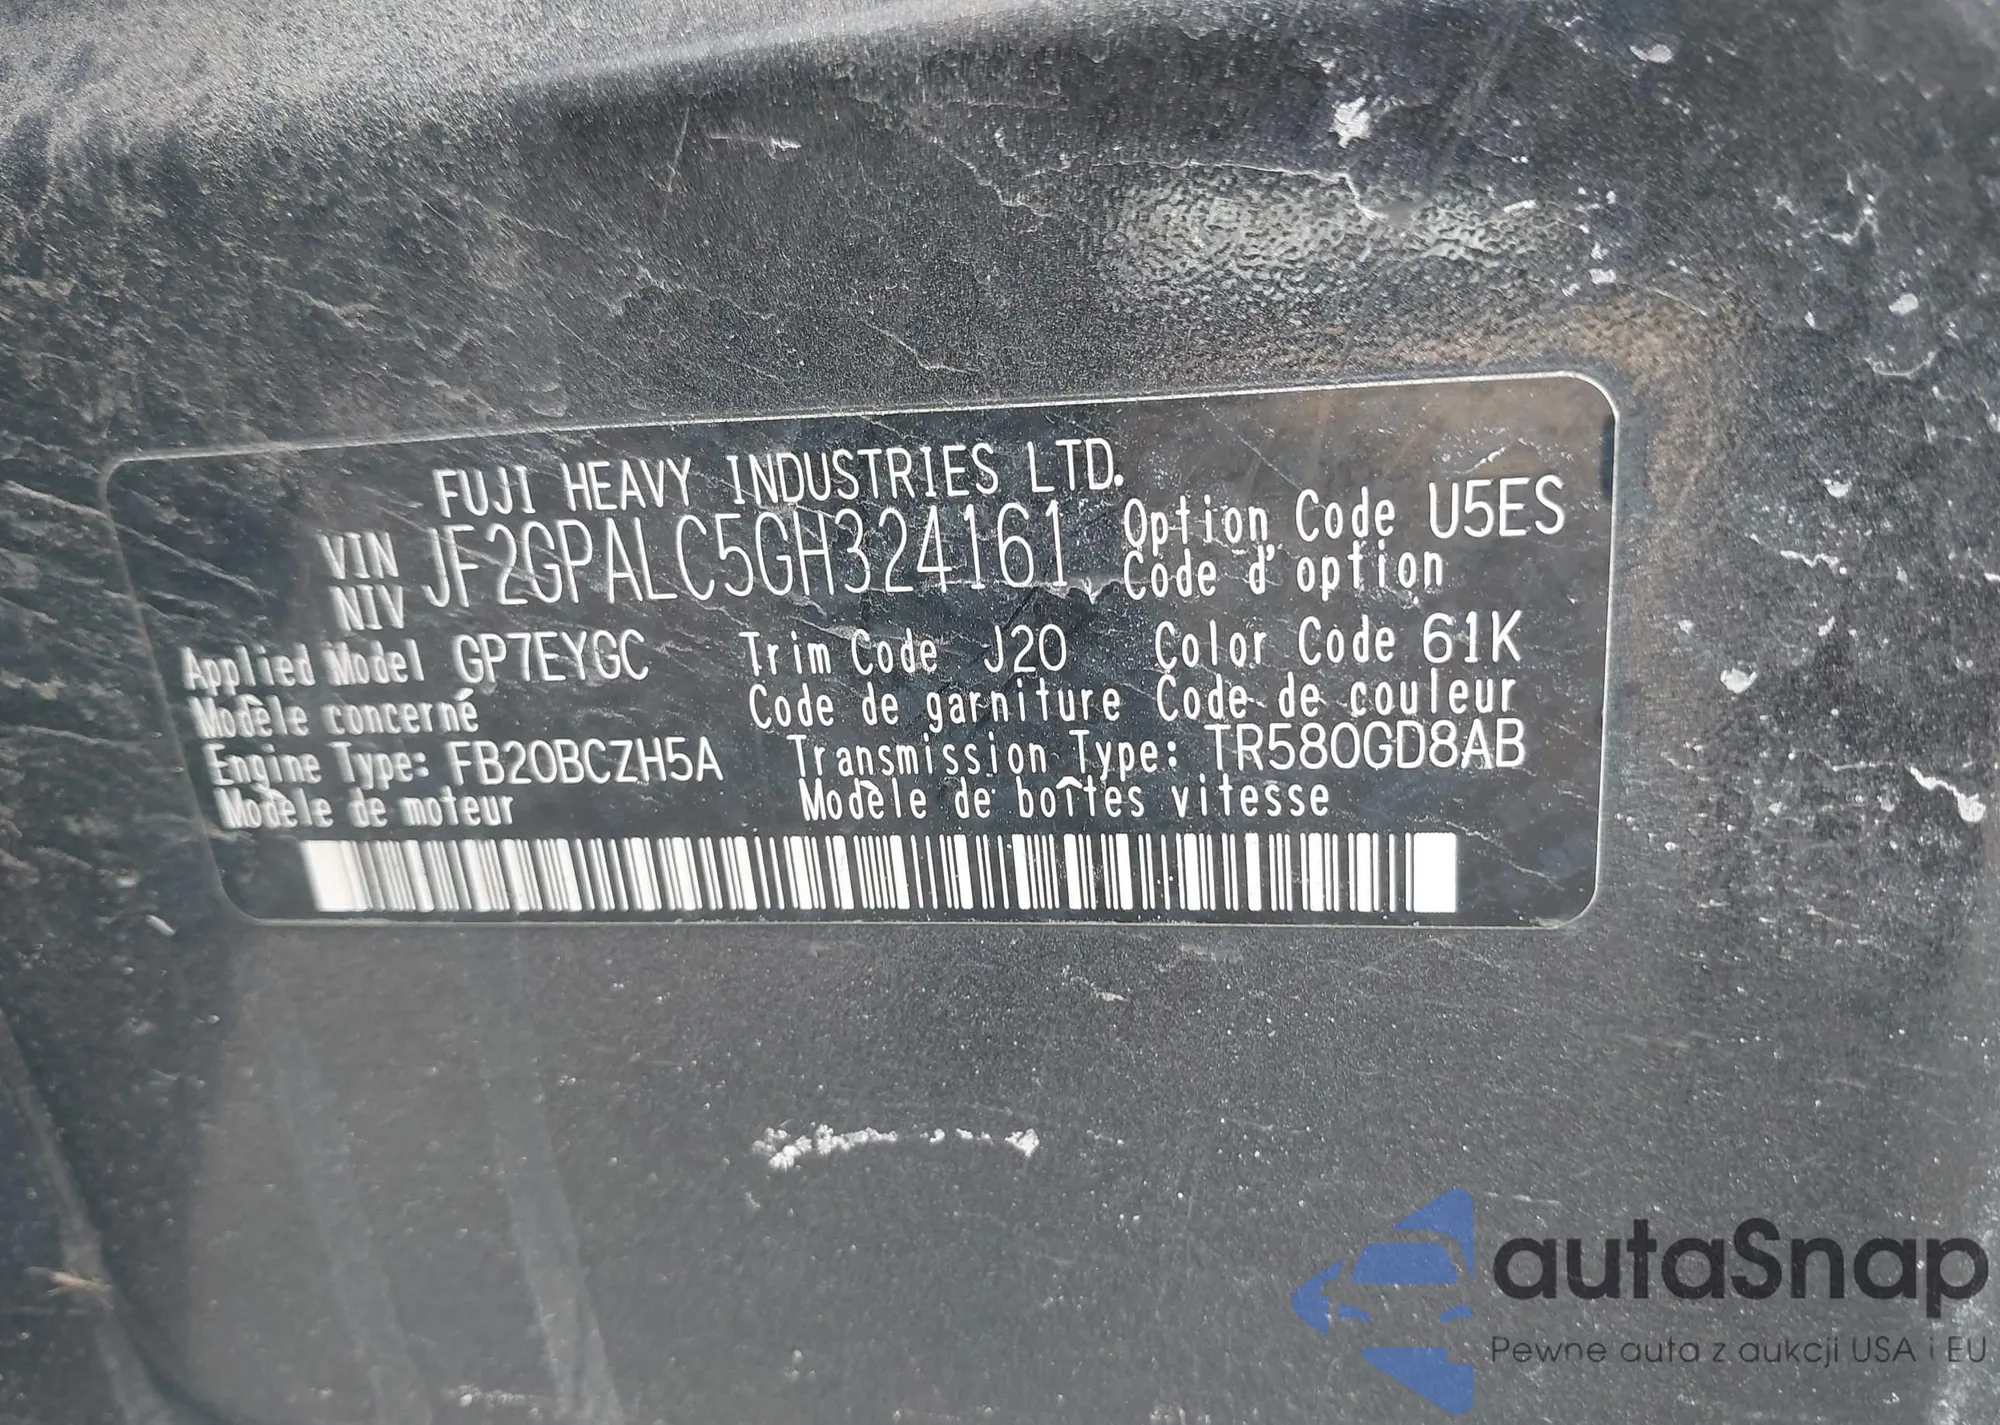 FUJI HEAVY INDUSTRIES LTD.
VIN JF2GPALC5GH324161 Option Code U5ES
NIV Code d'option
Applied Model GP7EYGC Trim Code J20 Color Code 61K
Modèle concerné Code de garniture Code de couleur
Engine Type: FB20BCZH5A Transmission Type: TR580GD8AB
Modèle de moteur Modèle de boîtes vitesse
autaSnap
Pewne auta z aukcji USA i EU